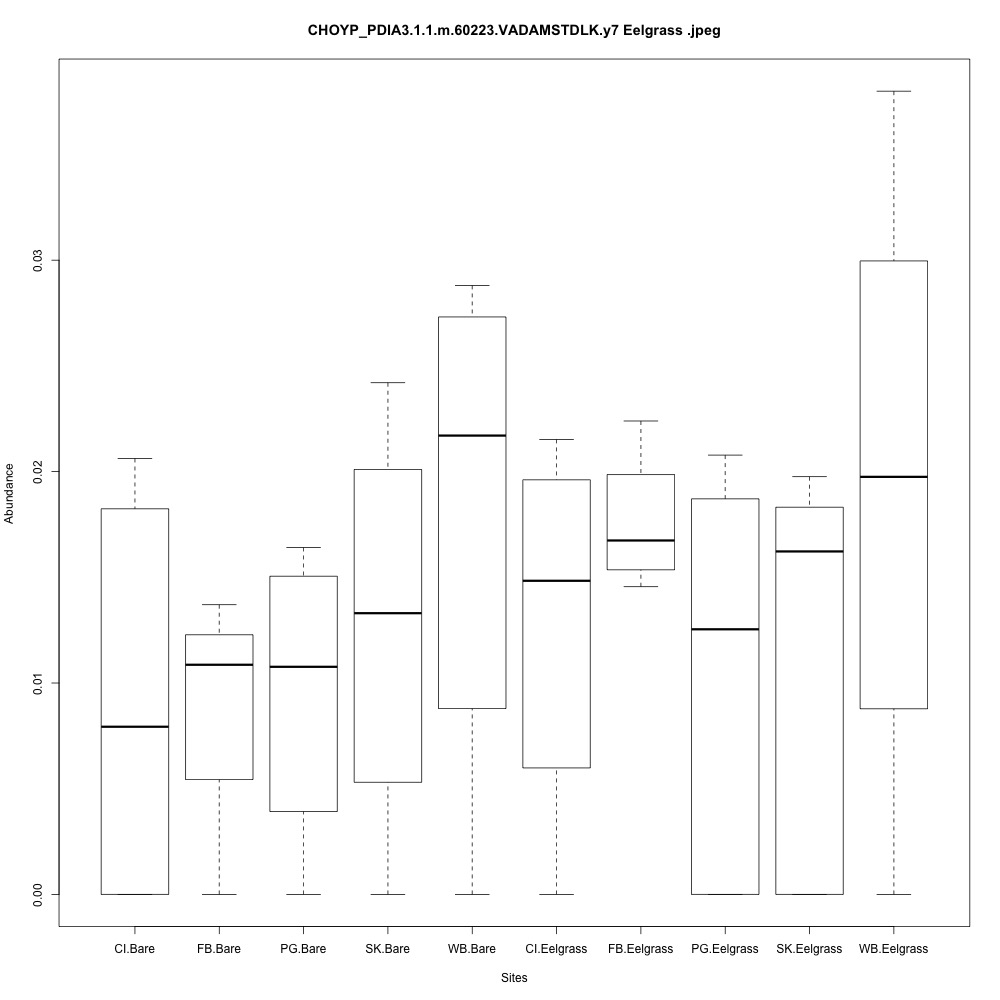 CHOYP_PDIA3.1.1.m.60223.VADAMSTDLK.y7 Eelgrass .jpeg
Abundance
0.03
0.02
0.01
0.00
CI.Bare FB.Bare PG.Bare SK.Bare WB.Bare CI.Eelgrass FB.Eelgrass PG.Eelgrass SK.Eelgrass WB.Eelgrass
Sites